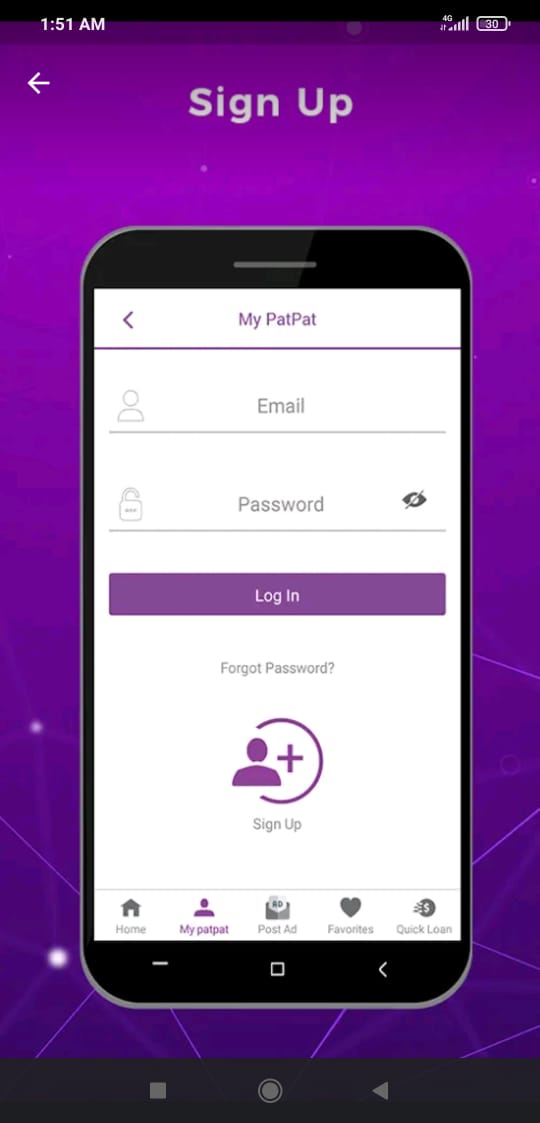 1:51 AM
4G
30
Sign Up
My PatPat
Email
Password
Log In
Forgot Password?
Sign Up
AD
Home
My patpat
Post Ad
Favorites
Quick Loan